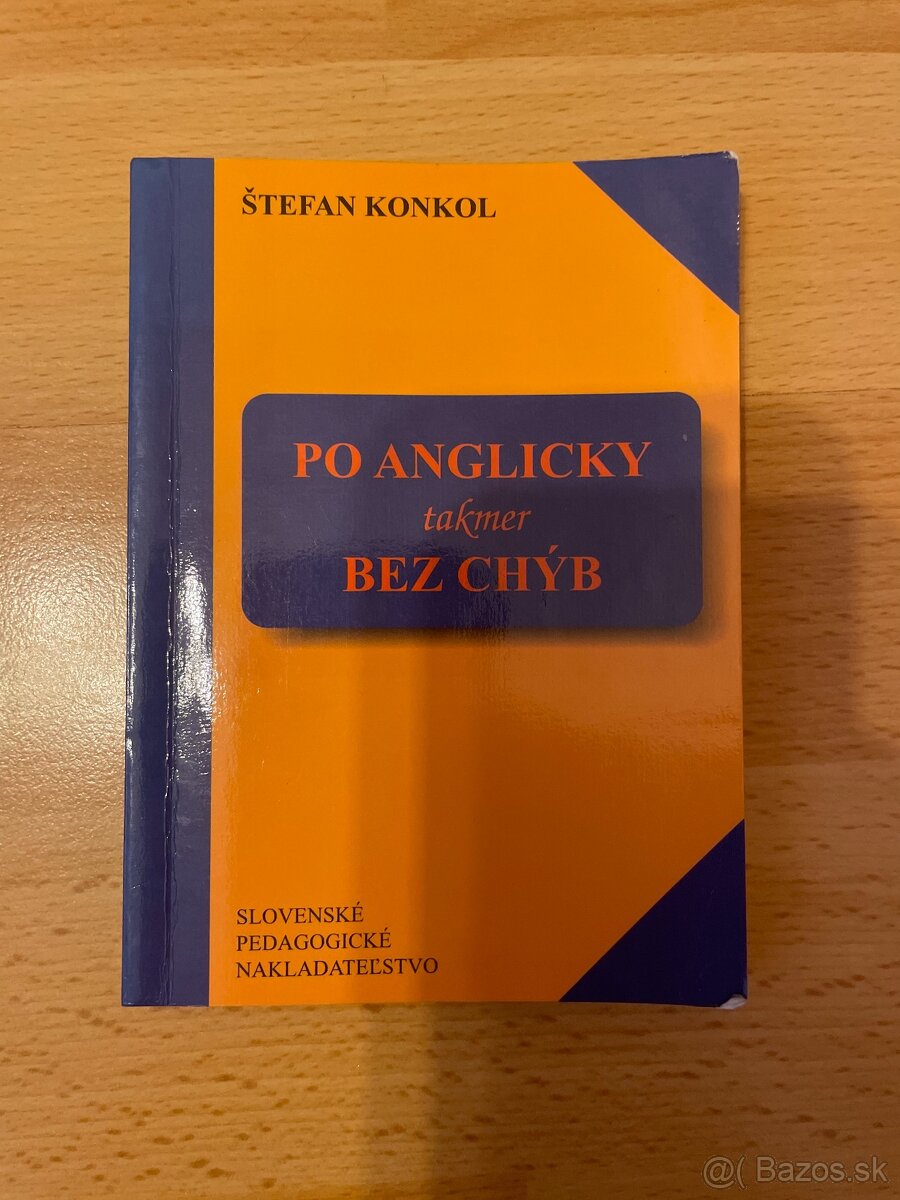 ŠTEFAN KONKOL
PO ANGLICKY
takmer
BEZ CHÝB
SLOVENSKÉ
PEDAGOGICKÉ
NAKLADATEĽSTVO
@( Bazos.sk